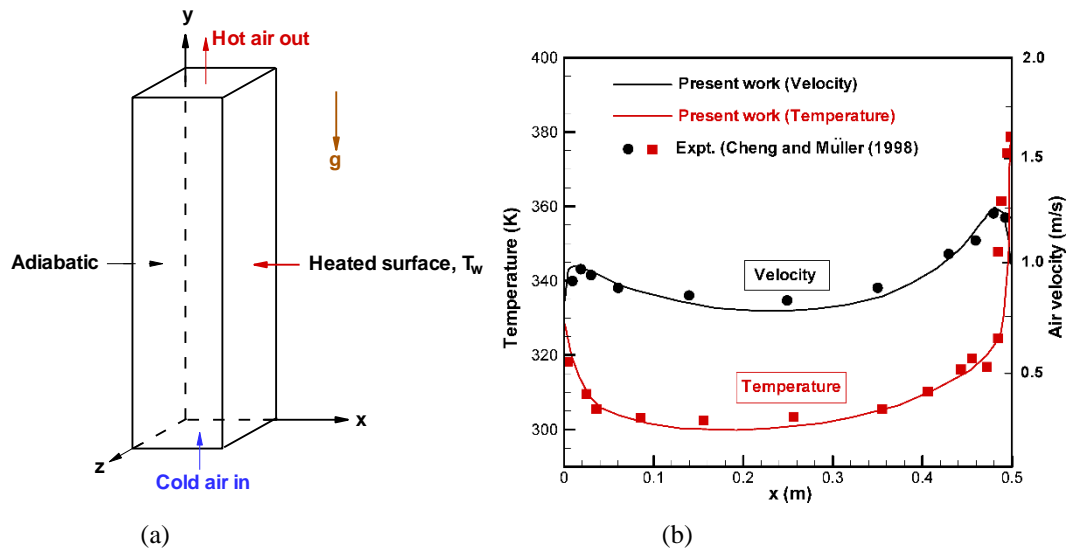 y
Hot air out
g
Adiabatic
Heated surface, Tw
x
z
Cold air in
(a)
400
380
360
340
320
300
Temperature (K)
2.0
1.5
1.0
0.5
Air velocity (m/s)
Present work (Velocity)
Present work (Temperature)
Expt. (Cheng and Müller (1998)
Velocity
Temperature
0
0.1
0.2
0.3
0.4
0.5
x (m)
(b)